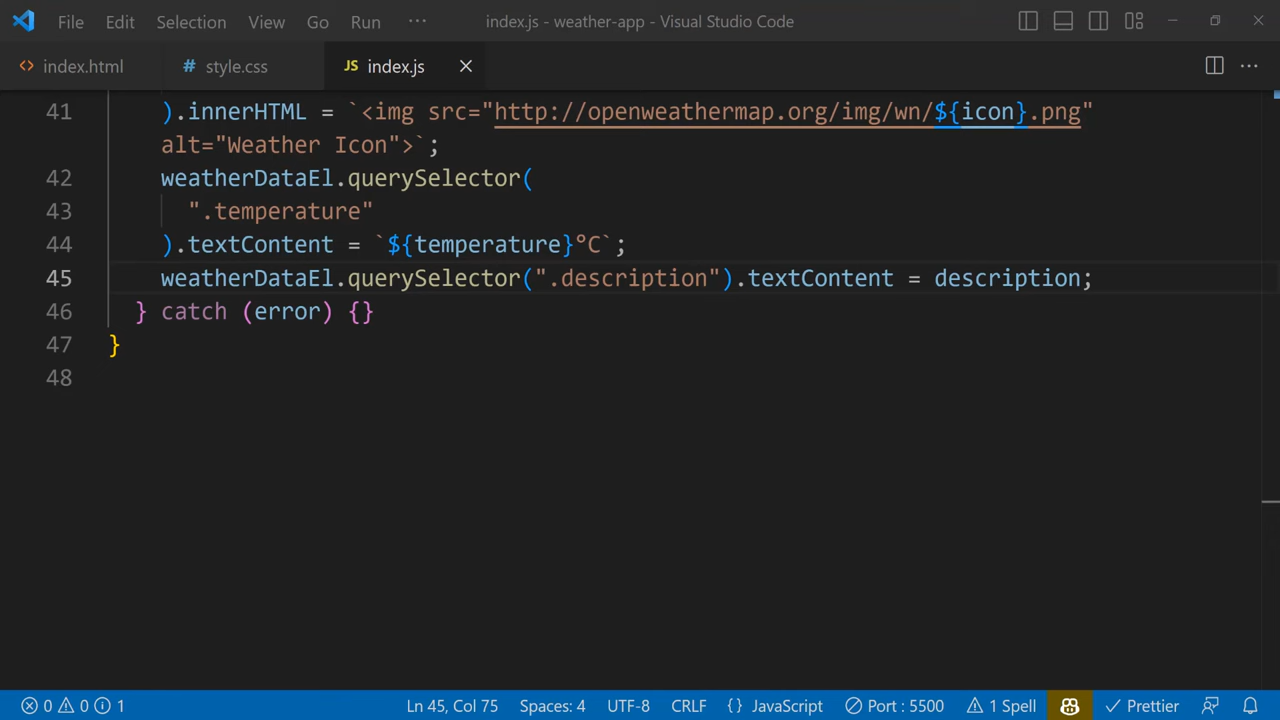 File Edit Selection View Go Run ··· index.js - weather-app - Visual Studio Code
<> index.html # style.css JS index.js ×
41 ).innerHTML = `<img src="http://openweathermap.org/img/wn/${icon}.png"
alt="Weather Icon">`;
42 weatherDataEl.querySelector(
43 ".temperature"
44 ).textContent = `${temperature}°C`;
45 weatherDataEl.querySelector(".description").textContent = description;
46 } catch (error) {}
47 }
48
0 0 1 Ln 45, Col 75 Spaces: 4 UTF-8 CRLF {} JavaScript Port : 5500 1 Spell Prettier